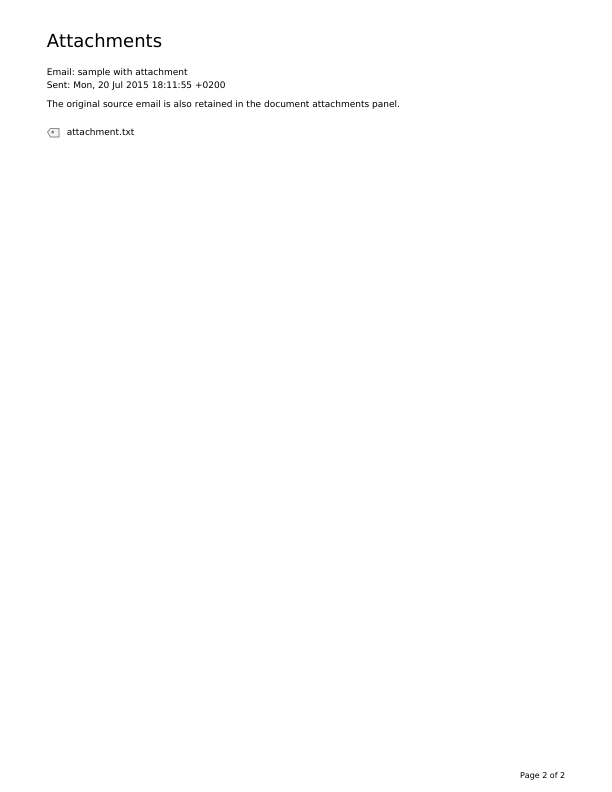 Attachments
Email: sample with attachment
Sent: Mon, 20 Jul 2015 18:11:55 +0200
The original source email is also retained in the document attachments panel.
attachment.txt
Page 2 of 2